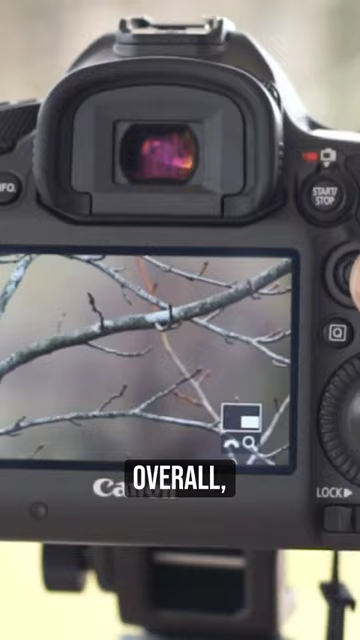 INFO.
START/
STOP
Q
OVERALL,
Canon
LOCK▶